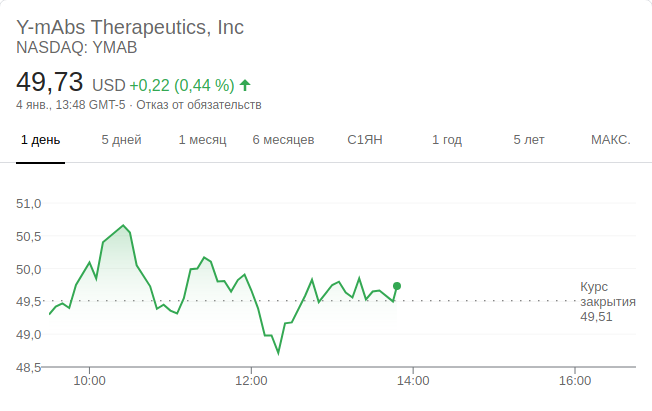 Y-mAbs Therapeutics, Inc
NASDAQ: YMAB
49,73 USD +0,22 (0,44 %)
4 янв., 13:48 GMT-5 · Отказ от обязательств
1 день 5 дней 1 месяц 6 месяцев С1ЯН 1 год 5 лет МАКС.
51,0
50,5
50,0
49,5
49,0
48,5
Курс
закрытия
49,51
10:00 12:00 14:00 16:00